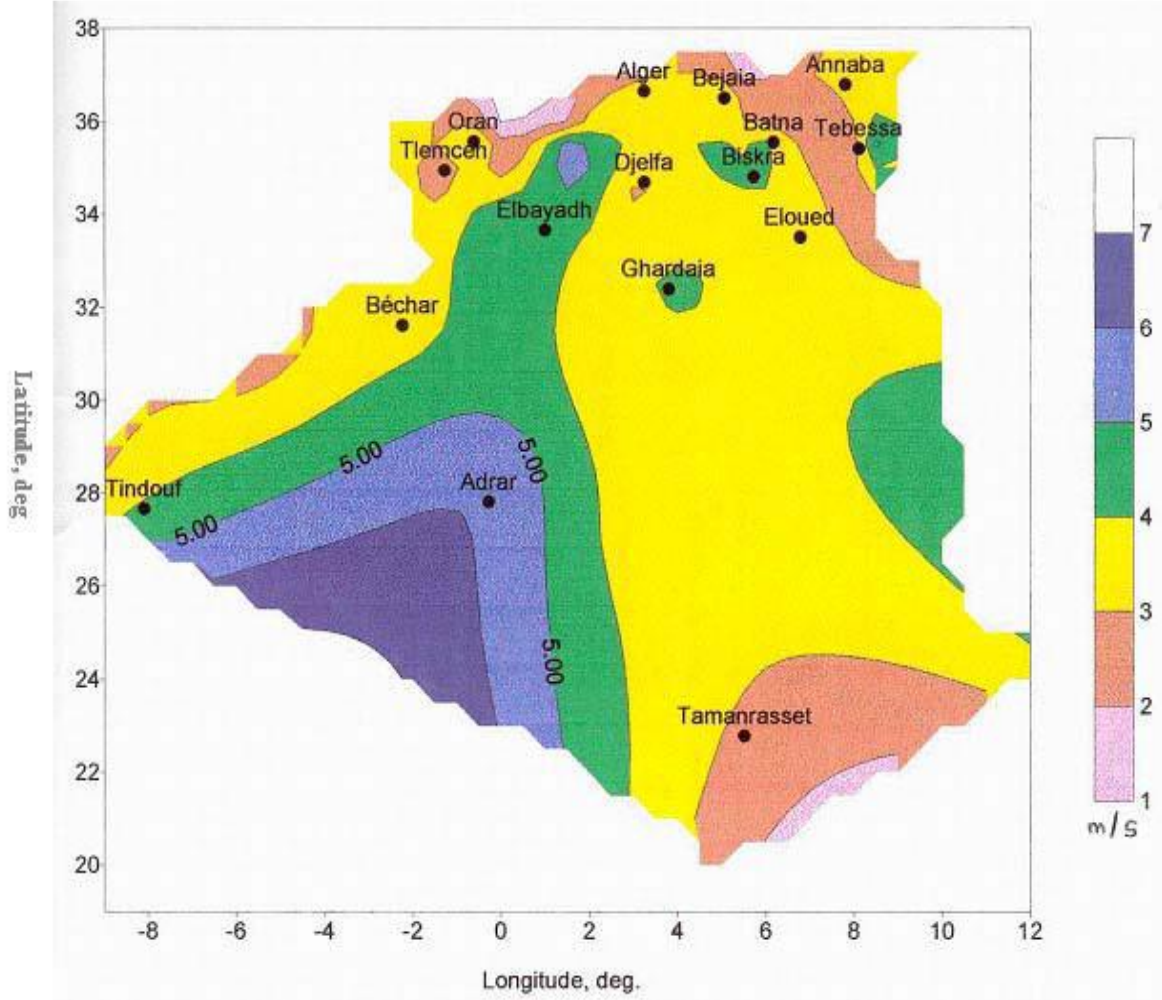 38
36
34
32
30
28
26
24
22
20
Latitude, deg
Alger
Bejaia
Annaba
Oran
Batna
Tebessa
Tlemcen
Djelfa
Biskra
Elbayadh
Eloued
Ghardaja
Béchar
5.00
5.00
Tindouf
Adrar
5.00
5.00
Tamanrasset
-8 -6 -4 -2 0 2 4 6 8 10 12
Longitude, deg.
7
6
5
4
3
2
1
m/s